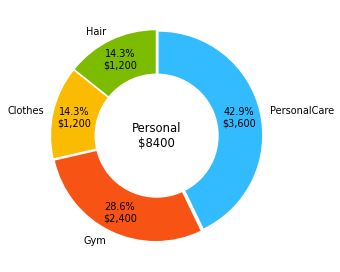 Hair
14.3%
$1,200
Clothes
14.3%
$1,200
42.9%
$3,600
PersonalCare
Personal
$8400
28.6%
$2,400
Gym